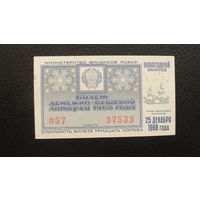 МИНИСТЕРСТВО ФИНАНСОВ РСФСР
НОВОГОДНИЙ
ВЫПУСК
БИЛЕТ
ДЕНЕЖНО-ВЕЩЕВОЙ
ЛОТЕРЕИ 1968 ГОДА
057 37533
25 ДЕКАБРЯ
1968 ГОДА
СТОИМОСТЬ БИЛЕТА ТРИДЦАТЬ КОПЕЕК